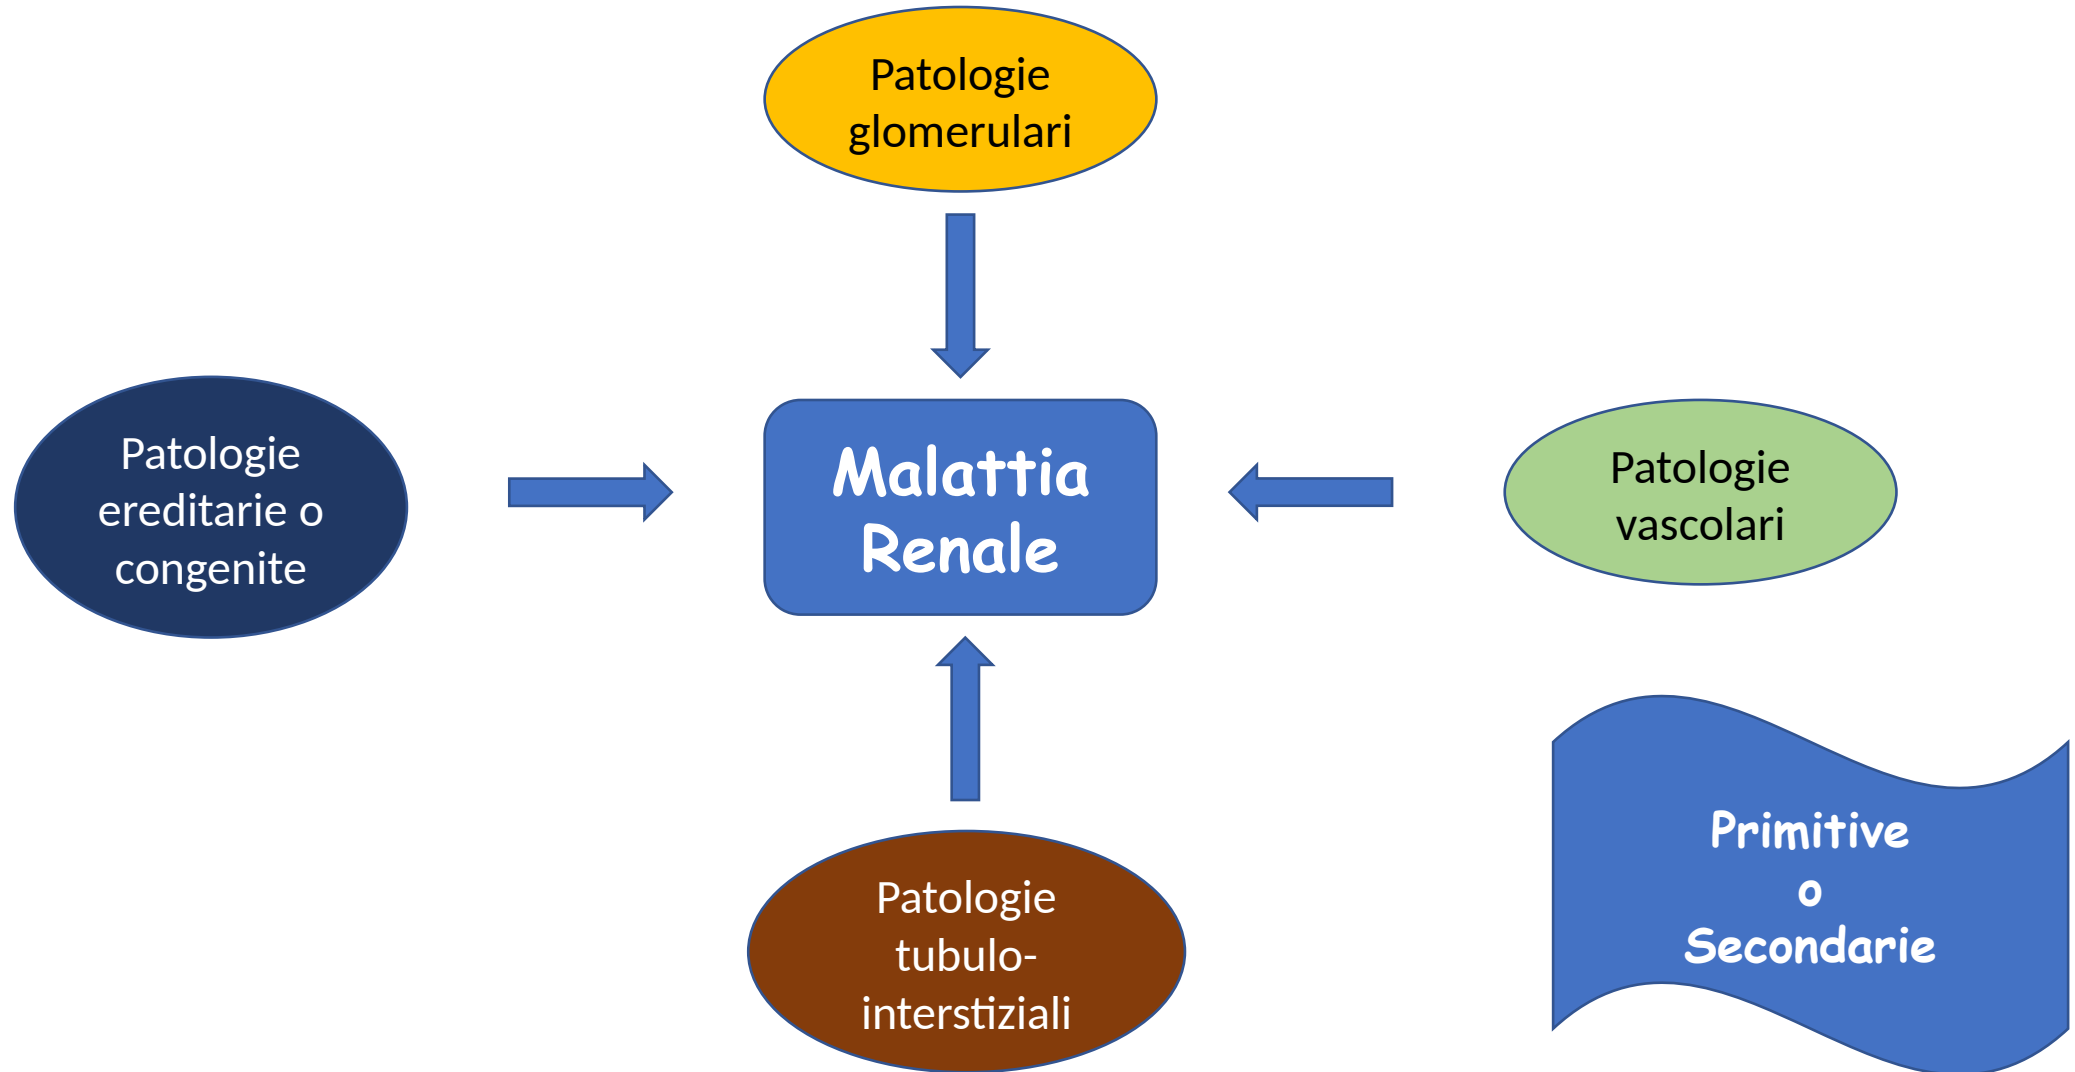 Patologie
glomerulari
Patologie
ereditarie o
congenite
Malattia
Renale
Patologie
vascolari
Patologie
tubulo-
interstiziali
Primitive
o
Secondarie